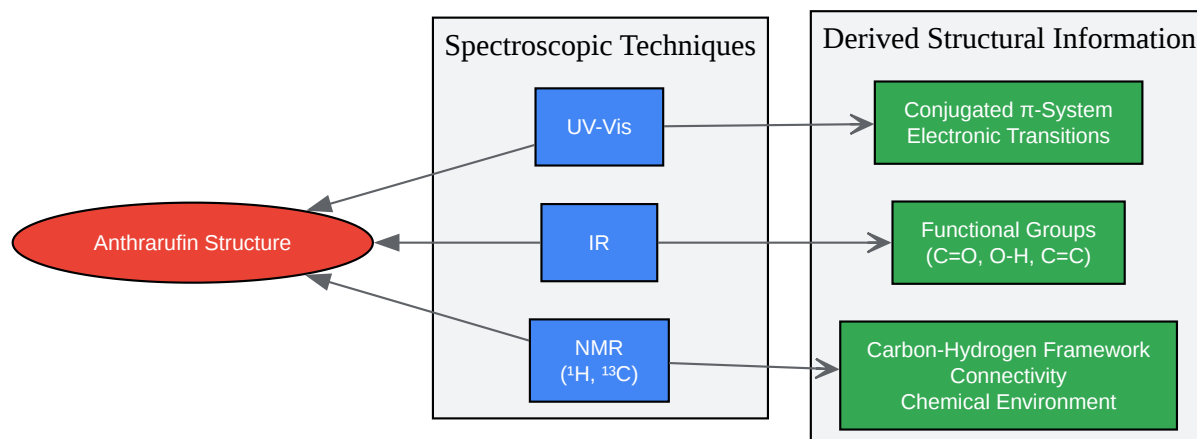 Spectroscopic Techniques
Derived Structural Information
UV-Vis
Conjugated π-System
Electronic Transitions
Anthrarufin Structure
IR
Functional Groups
(C=O, O-H, C=C)
NMR
(¹H, ¹³C)
Carbon-Hydrogen Framework
Connectivity
Chemical Environment